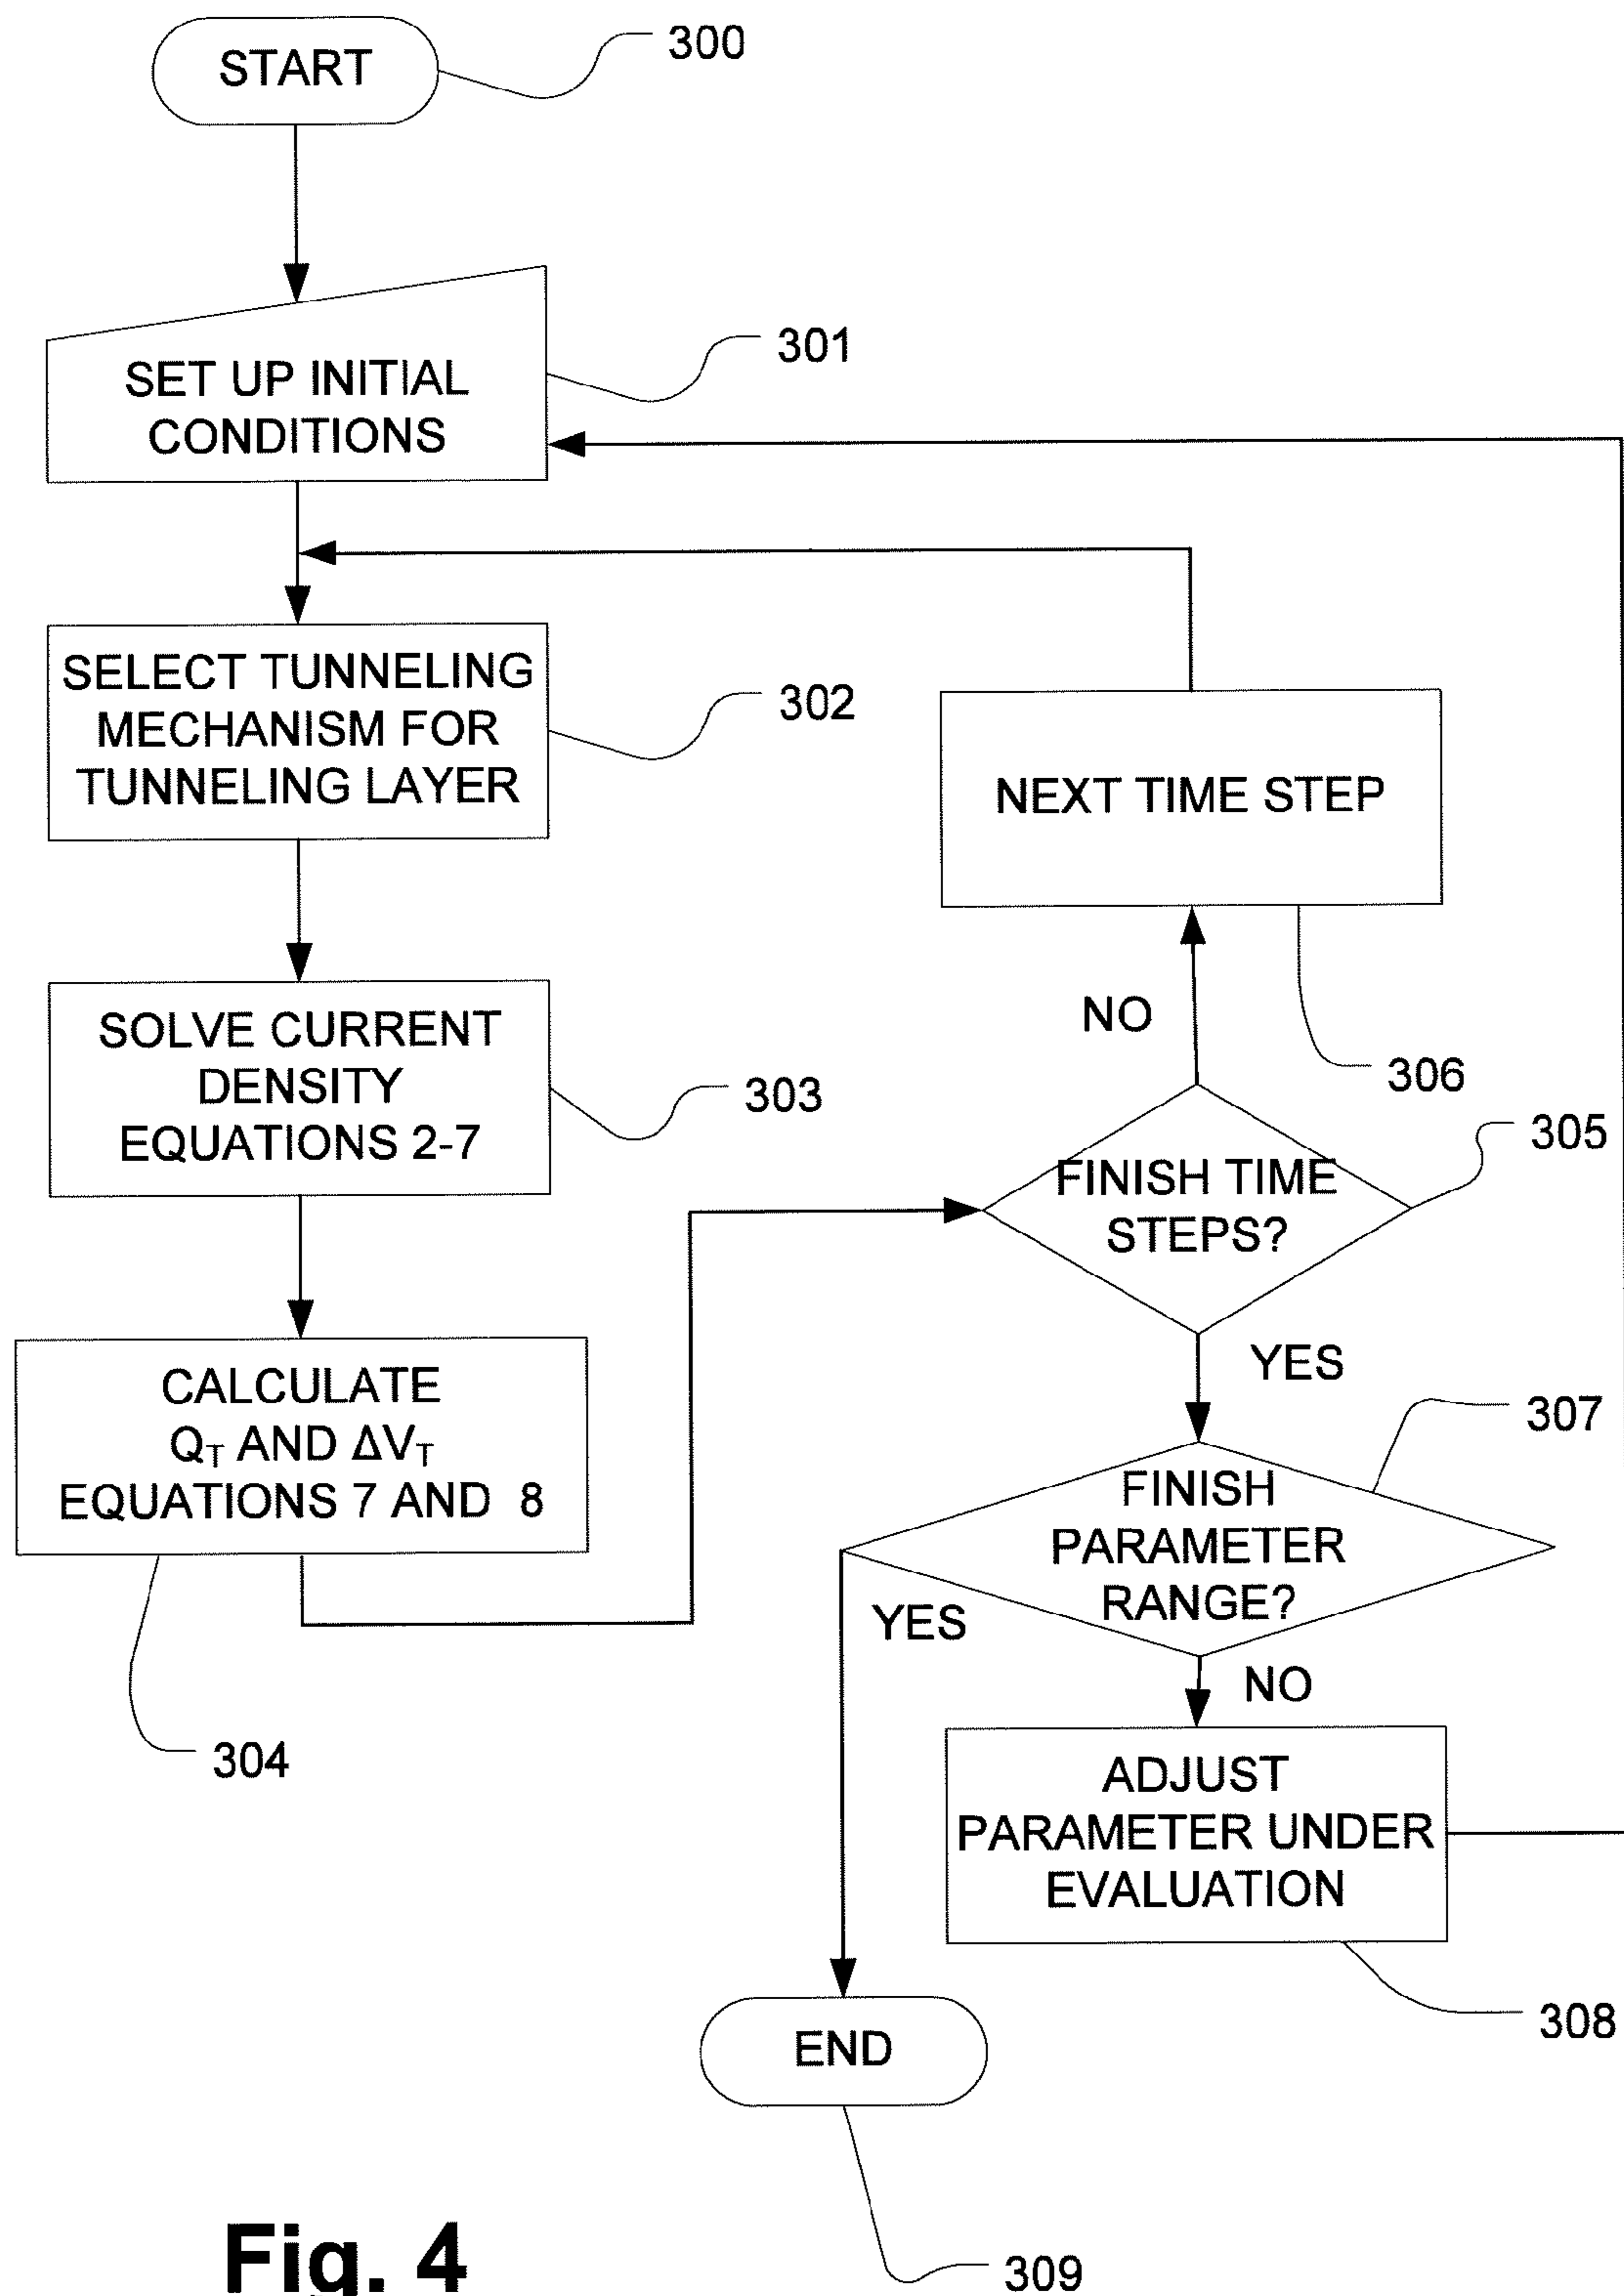 START
300
SET UP INITIAL
CONDITIONS
301
SELECT TUNNELING
MECHANISM FOR
TUNNELING LAYER
302
SOLVE CURRENT
DENSITY
EQUATIONS 2-7
303
CALCULATE
Q_T AND ΔV_T
EQUATIONS 7 AND 8
304
NEXT TIME STEP
306
NO
FINISH TIME
STEPS?
305
YES
FINISH
PARAMETER
RANGE?
307
YES
NO
ADJUST
PARAMETER UNDER
EVALUATION
308
END
309
Fig. 4